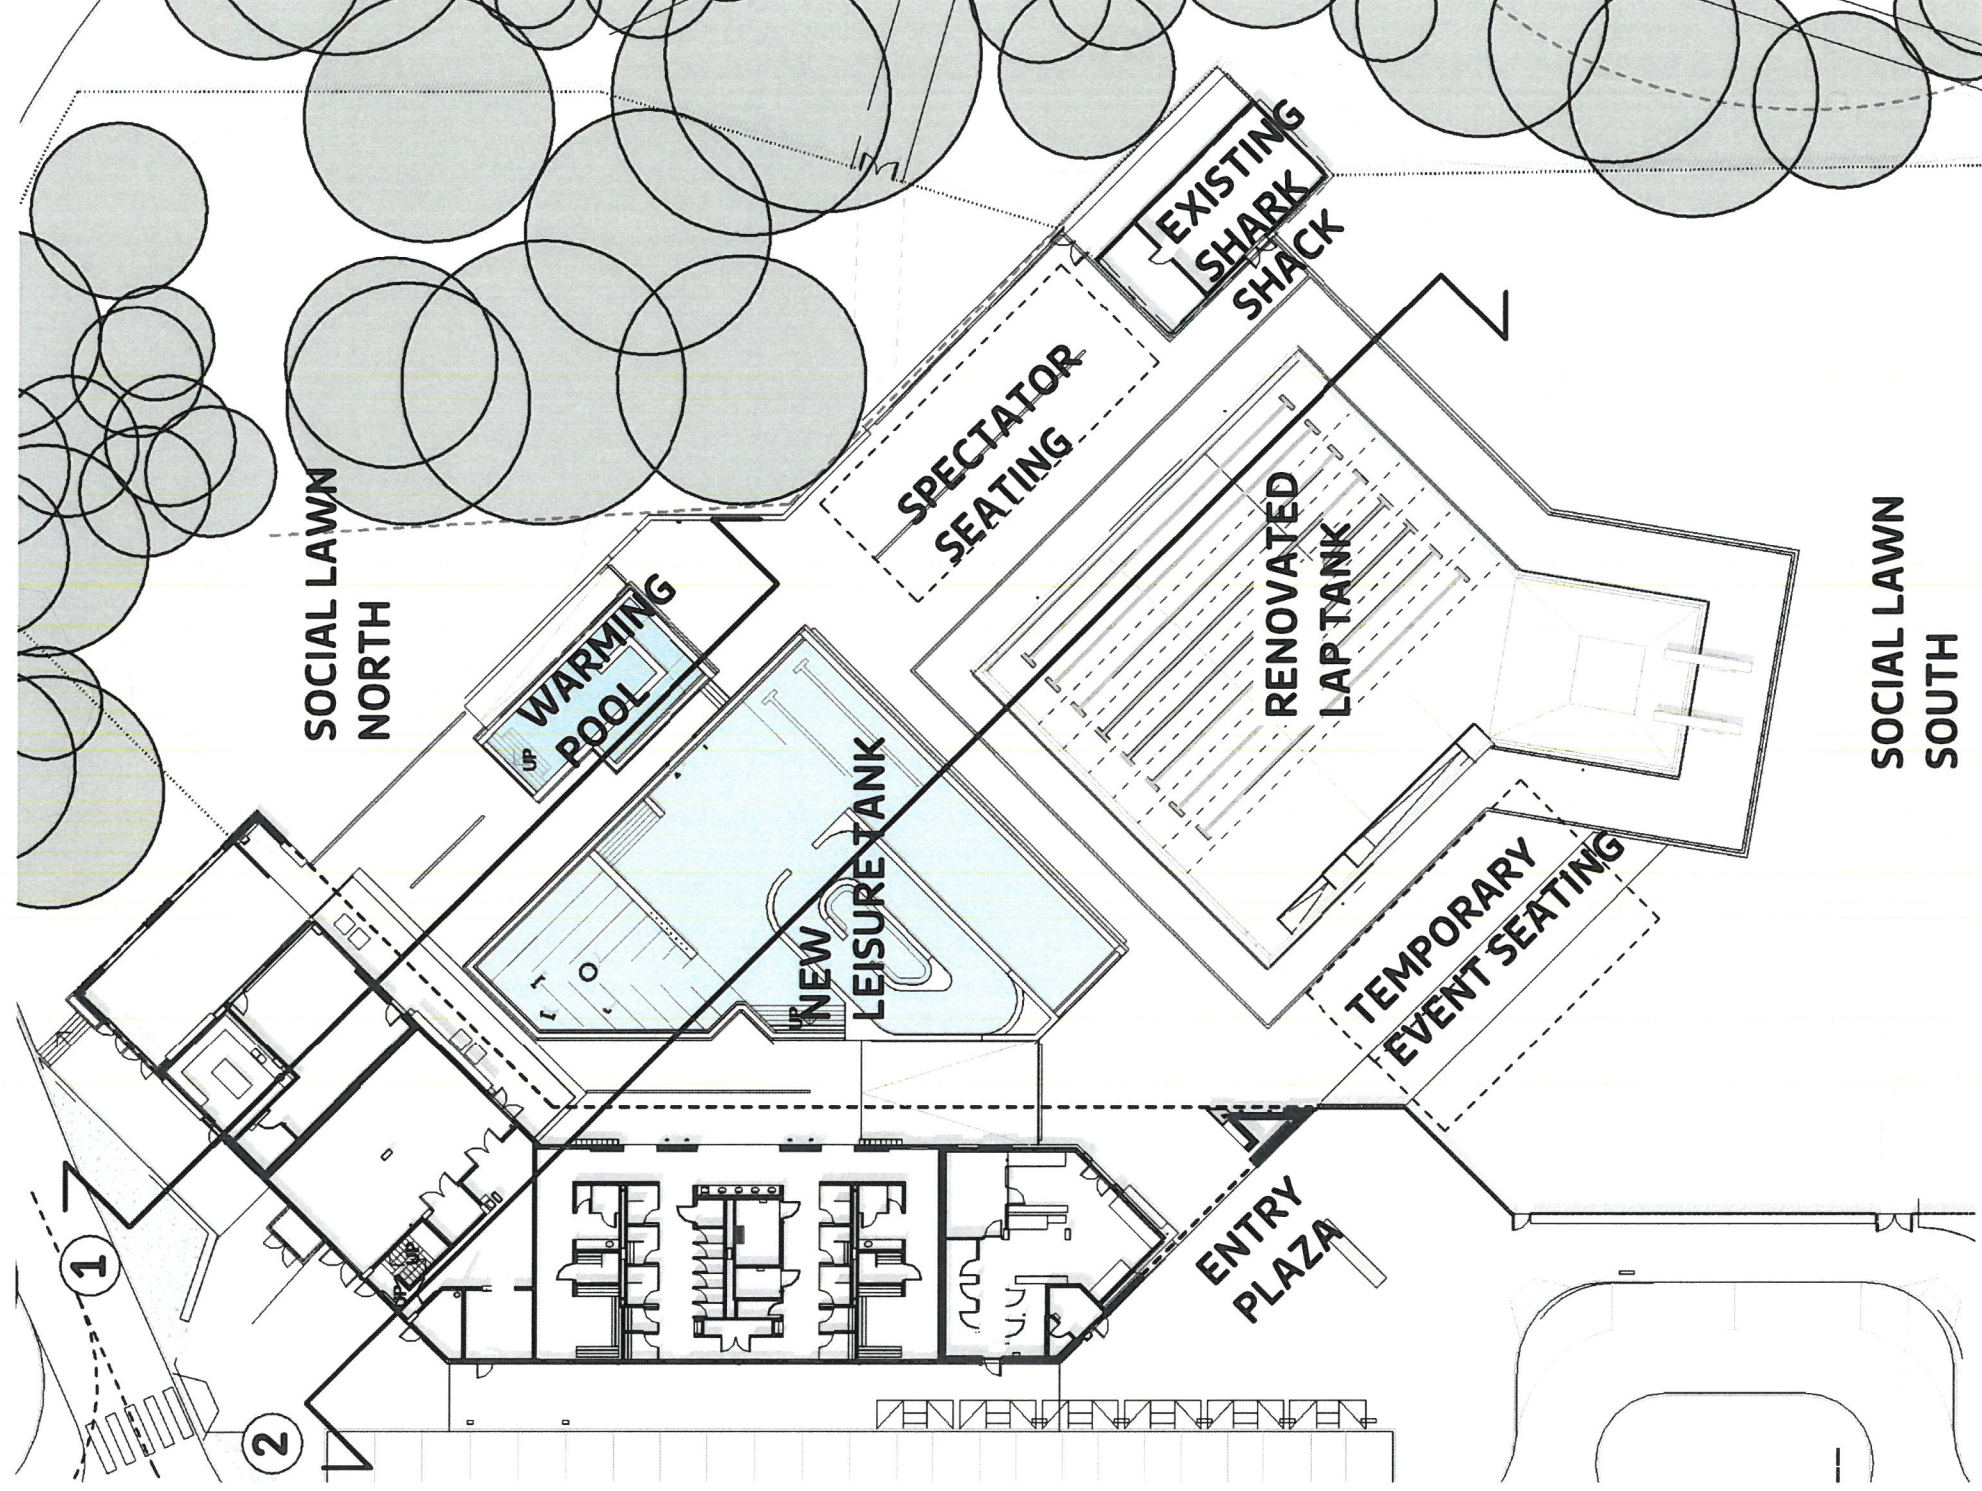 EXISTING
SHARK
SHACK
SPECTATOR
SEATING
SOCIAL LAWN
NORTH
WARMING
POOL
UP
RENOVATED
LAP TANK
SOCIAL LAWN
SOUTH
NEW
LEISURE TANK
UP
TEMPORARY
EVENT SEATING
ENTRY
PLAZA
UP
UP
1
2